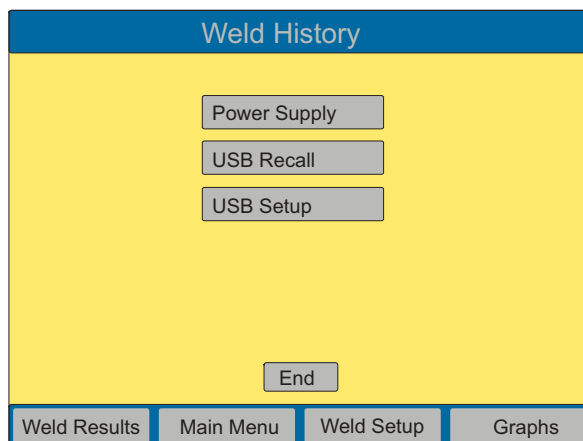 Weld History
Power Supply
USB Recall
USB Setup
End
Weld Results Main Menu Weld Setup Graphs